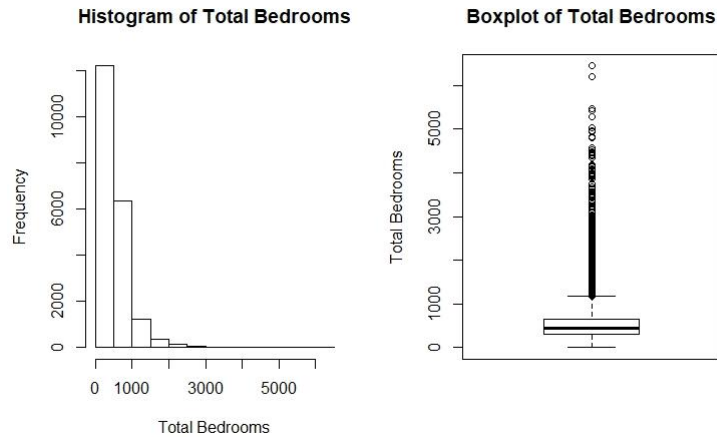 Histogram of Total Bedrooms
Frequency
10000
6000
2000
0
0 1000 3000 5000
Total Bedrooms
Boxplot of Total Bedrooms
Total Bedrooms
5000
3000
1000
0